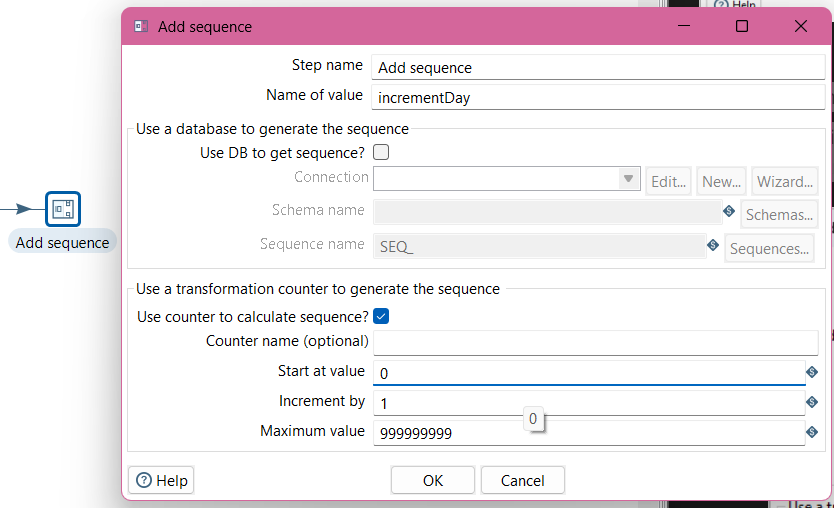 Help
Add sequence
Step name Add sequence
Name of value incrementDay
Use a database to generate the sequence
Use DB to get sequence?
Connection Edit... New... Wizard...
Schema name Schemas...
Sequence name SEQ_ Sequences...
Add sequence
Use a transformation counter to generate the sequence
Use counter to calculate sequence?
Counter name (optional)
Start at value 0
Increment by 1
0
Maximum value 999999999
Help OK Cancel